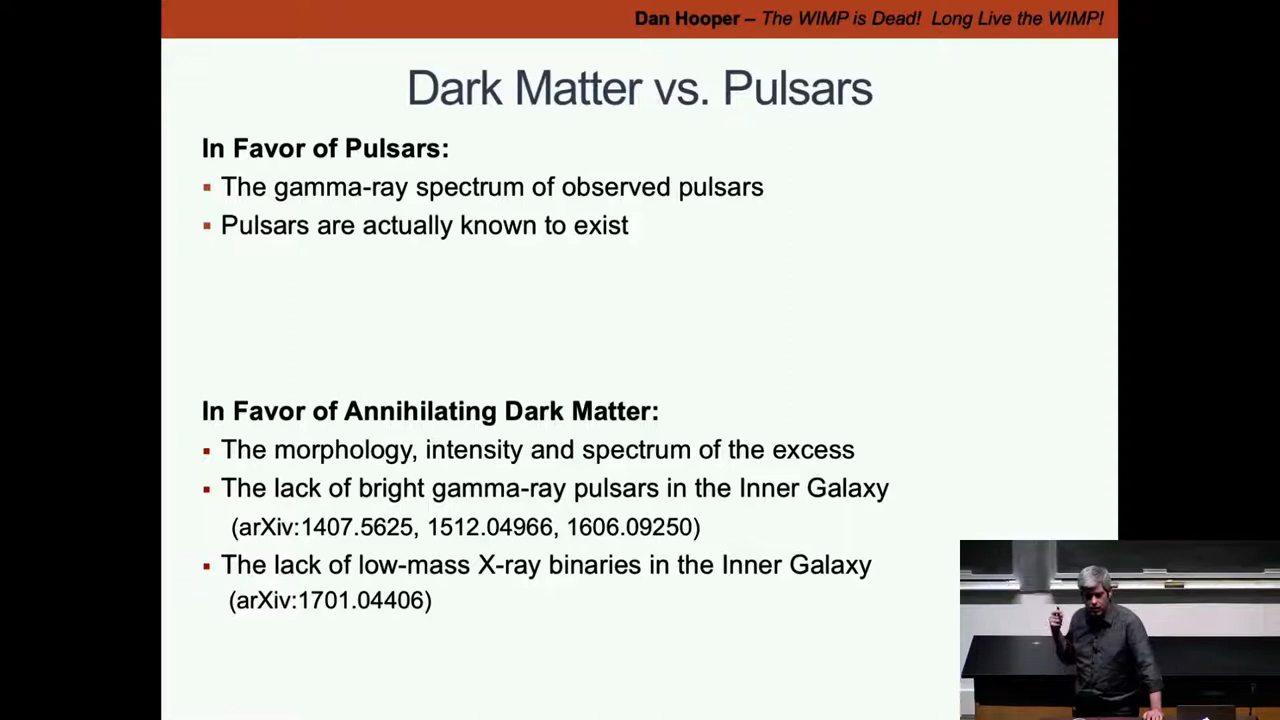 Dan Hooper – The WIMP is Dead! Long Live the WIMP!
Dark Matter vs. Pulsars
In Favor of Pulsars:
▪ The gamma-ray spectrum of observed pulsars
▪ Pulsars are actually known to exist
In Favor of Annihilating Dark Matter:
▪ The morphology, intensity and spectrum of the excess
▪ The lack of bright gamma-ray pulsars in the Inner Galaxy
(arXiv:1407.5625, 1512.04966, 1606.09250)
▪ The lack of low-mass X-ray binaries in the Inner Galaxy
(arXiv:1701.04406)